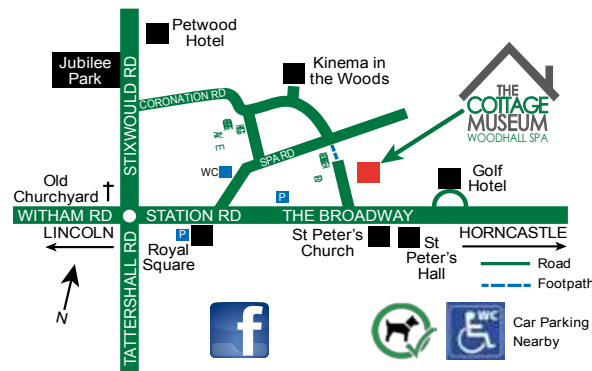 Petwood
Hotel
Jubilee
Park
STIXWOULD RD
CORONATION RD
Kinema in
the Woods
THE
COTTAGE
MUSEUM
WOODHALL SPA
WC
SPA RD
P
Golf
Hotel
Old
Churchyard
WITHAM RD
STATION RD
THE BROADWAY
LINCOLN
P
Royal
Square
St Peter's
Church
St
Peter's
Hall
HORNCASTLE
Road
Footpath
N
TATTERSHALL RD
f
WC
Car Parking
Nearby